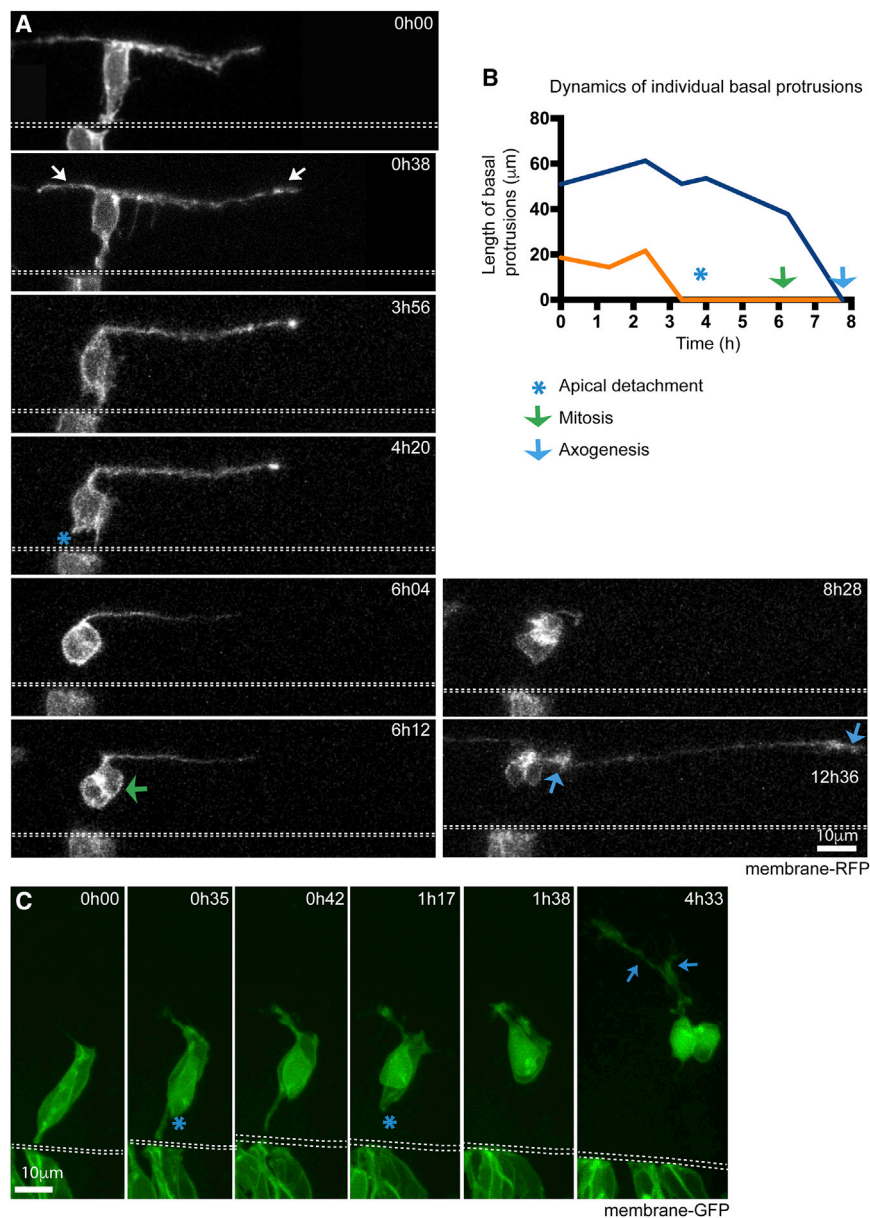 A
0h00
0h38
3h56
4h20
*
6h04
6h12
B
Dynamics of individual basal protrusions
Length of basal
protrusions (μm)
80
60
40
20
0
*
0 1 2 3 4 5 6 7 8
Time (h)
* Apical detachment
Mitosis
Axogenesis
8h28
12h36
10μm
membrane-RFP
C
0h00
0h35
0h42
1h17
1h38
4h33
*
*
10μm
membrane-GFP